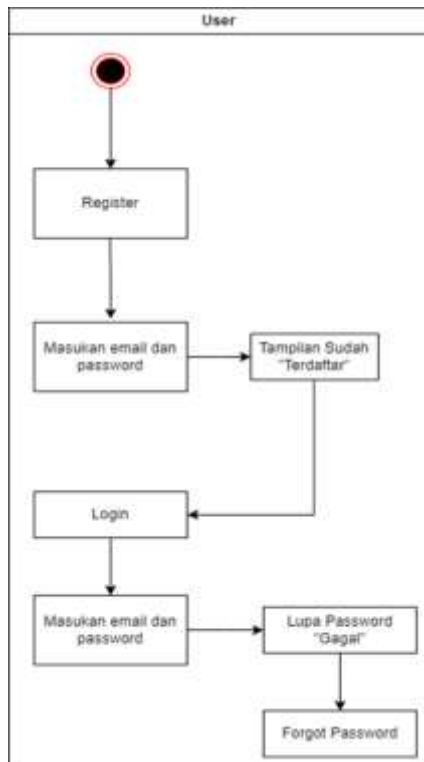 User
Register
Masukan email dan
password
Tampilan Sudah
"Terdaftar"
Login
Masukan email dan
password
Lupa Password
"Gagal"
Forgot Password